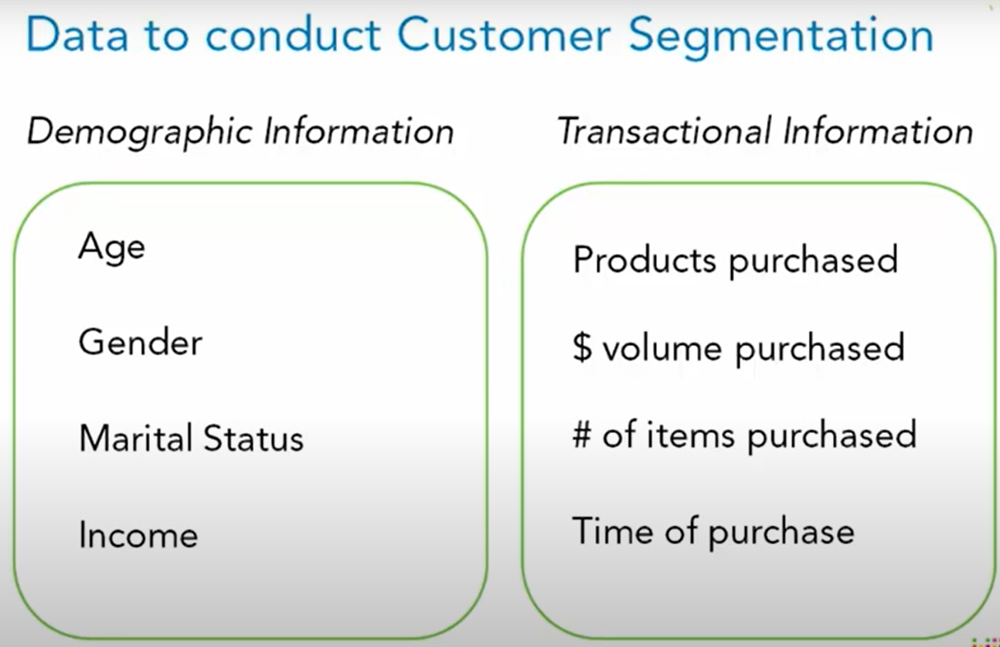 Data to conduct Customer Segmentation
Demographic Information
Age
Gender
Marital Status
Income
Transactional Information
Products purchased
$ volume purchased
# of items purchased
Time of purchase